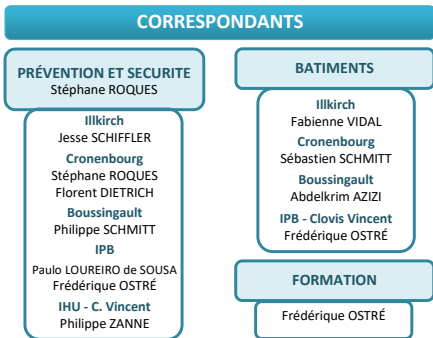 CORRESPONDANTS
PRÉVENTION ET SECURITE
Stéphane ROQUES
Illkirch
Jesse SCHIFFLER
Cronenbourg
Stéphane ROQUES
Florent DIETRICH
Boussingault
Philippe SCHMITT
IPB
Paulo LOUREIRO de SOUSA
Frédérique OSTRÉ
IHU - C. Vincent
Philippe ZANNE
BATIMENTS
Illkirch
Fabienne VIDAL
Cronenbourg
Sébastien SCHMITT
Boussingault
Abdelkrim AZIZI
IPB - Clovis Vincent
Frédérique OSTRÉ
FORMATION
Frédérique OSTRÉ